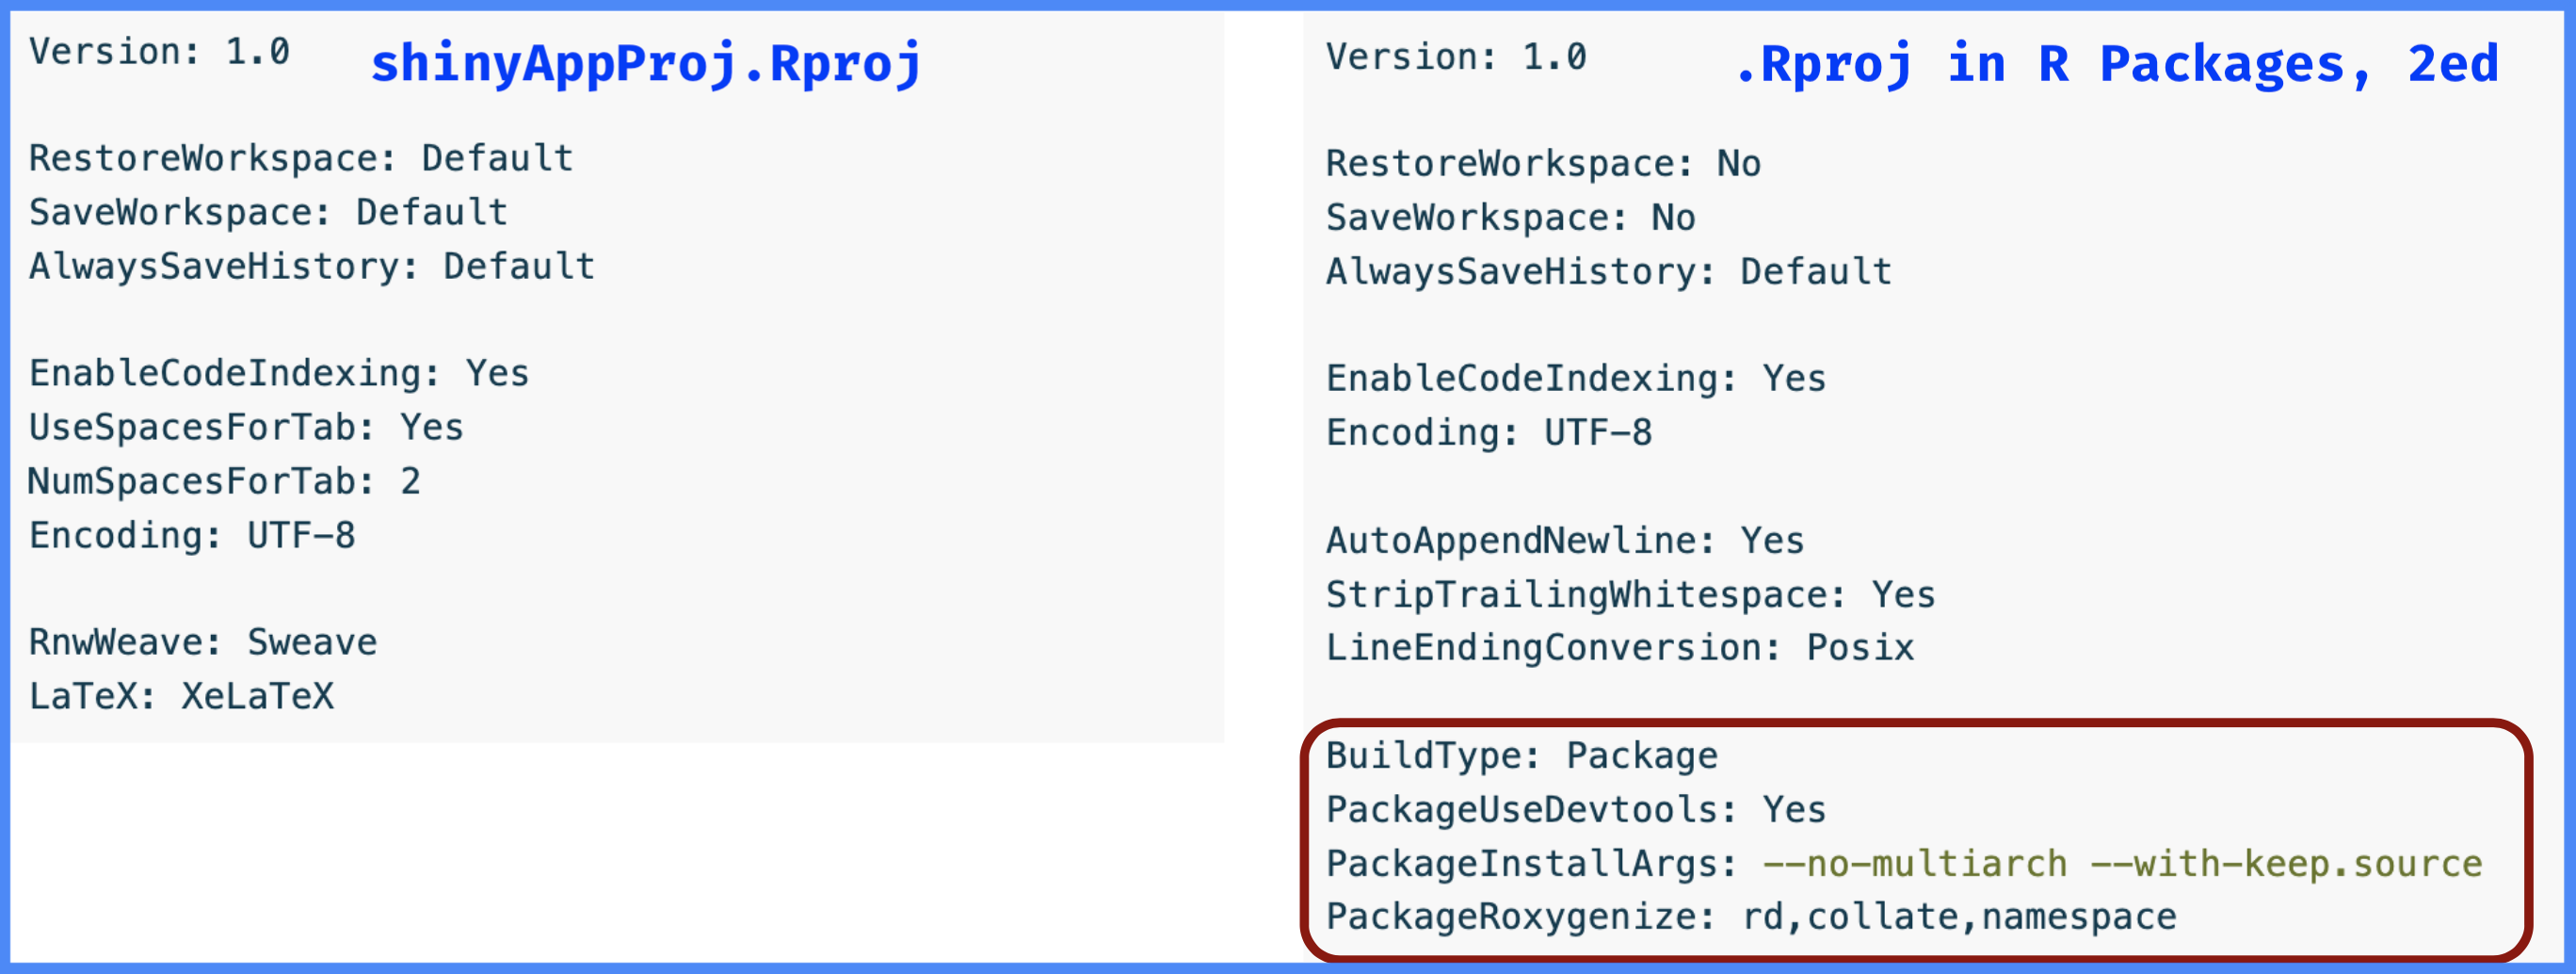 Version: 1.0
shinyAppProj.Rproj
RestoreWorkspace: Default
SaveWorkspace: Default
AlwaysSaveHistory: Default
EnableCodeIndexing: Yes
UseSpacesForTab: Yes
NumSpacesForTab: 2
Encoding: UTF-8
RnwWeave: Sweave
LaTeX: XeLaTeX
Version: 1.0
.Rproj in R Packages, 2ed
RestoreWorkspace: No
SaveWorkspace: No
AlwaysSaveHistory: Default
EnableCodeIndexing: Yes
Encoding: UTF-8
AutoAppendNewline: Yes
StripTrailingWhitespace: Yes
LineEndingConversion: Posix
BuildType: Package
PackageUseDevtools: Yes
PackageInstallArgs: --no-multiarch --with-keep.source
PackageRoxygenize: rd,collate,namespace